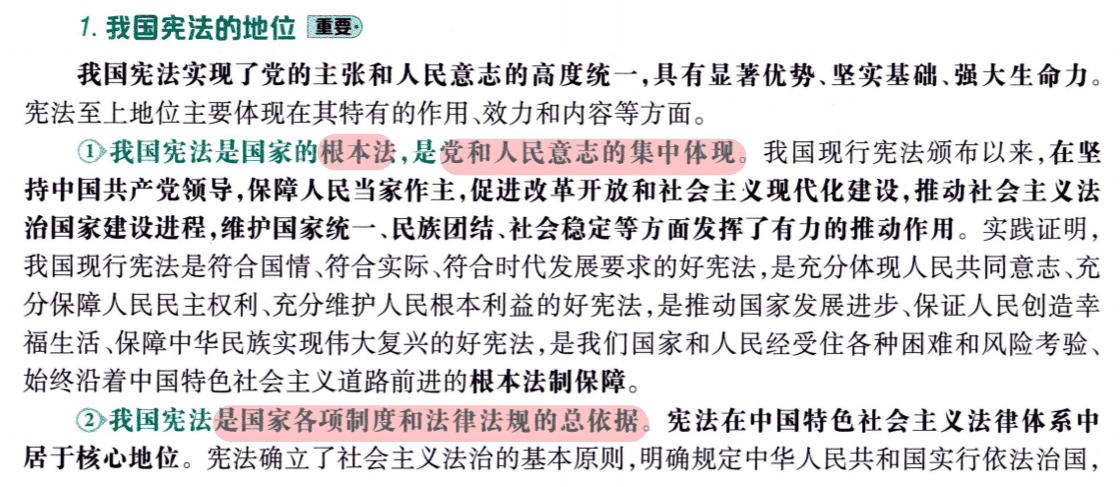 1. 我国宪法的地位 重要
我国宪法实现了党的主张和人民意志的高度统一,具有显著优势、坚实基础、强大生命力。
宪法至上地位主要体现在其特有的作用、效力和内容等方面。
①我国宪法是国家的根本法,是党和人民意志的集中体现。我国现行宪法颁布以来,在坚
持中国共产党领导,保障人民当家作主,促进改革开放和社会主义现代化建设,推动社会主义法
治国家建设进程,维护国家统一、民族团结、社会稳定等方面发挥了有力的推动作用。实践证明,
我国现行宪法是符合国情、符合实际、符合时代发展要求的好宪法,是充分体现人民共同意志、充
分保障人民民主权利、充分维护人民根本利益的好宪法,是推动国家发展进步、保证人民创造幸
福生活、保障中华民族实现伟大复兴的好宪法,是我们国家和人民经受住各种困难和风险考验、
始终沿着中国特色社会主义道路前进的根本法制保障。
②我国宪法是国家各项制度和法律法规的总依据。宪法在中国特色社会主义法律体系中
居于核心地位。宪法确立了社会主义法治的基本原则,明确规定中华人民共和国实行依法治国,